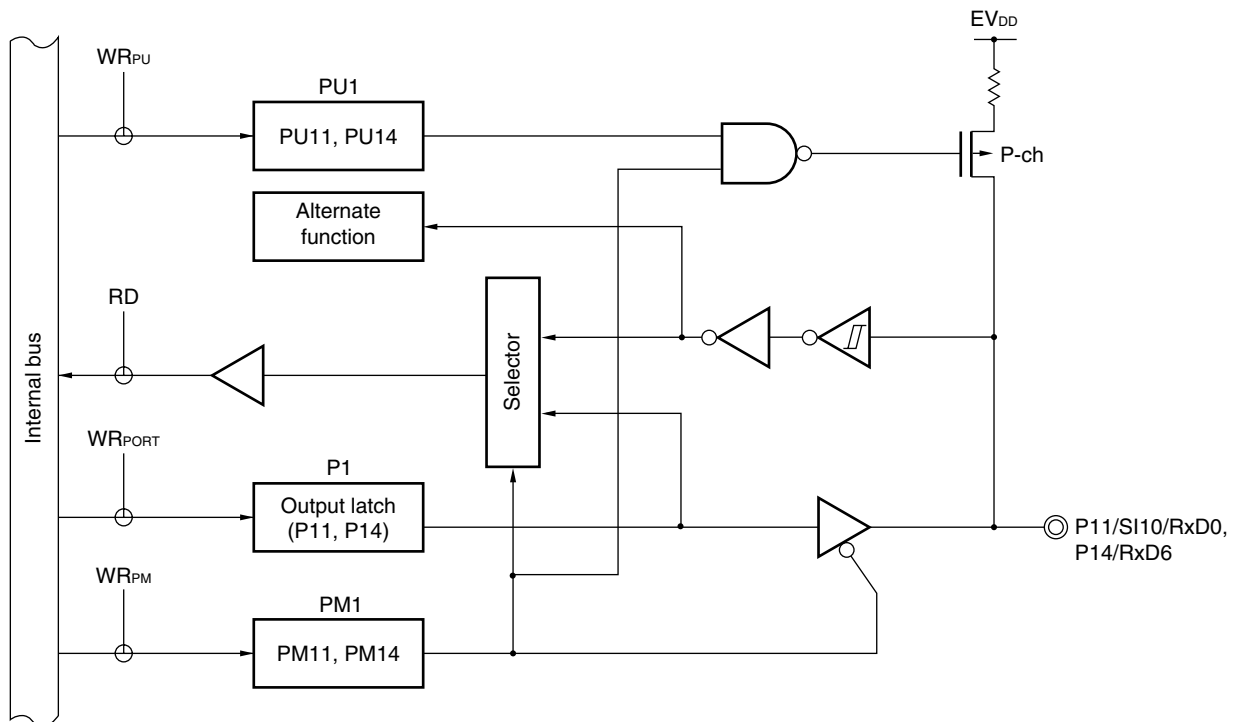 EVDD
WRPU
PU1
PU11, PU14
P-ch
Alternate
function
RD
Selector
Internal bus
WRPORT
P1
Output latch
(P11, P14)
P11/SI10/RxD0,
P14/RxD6
WRPM
PM1
PM11, PM14